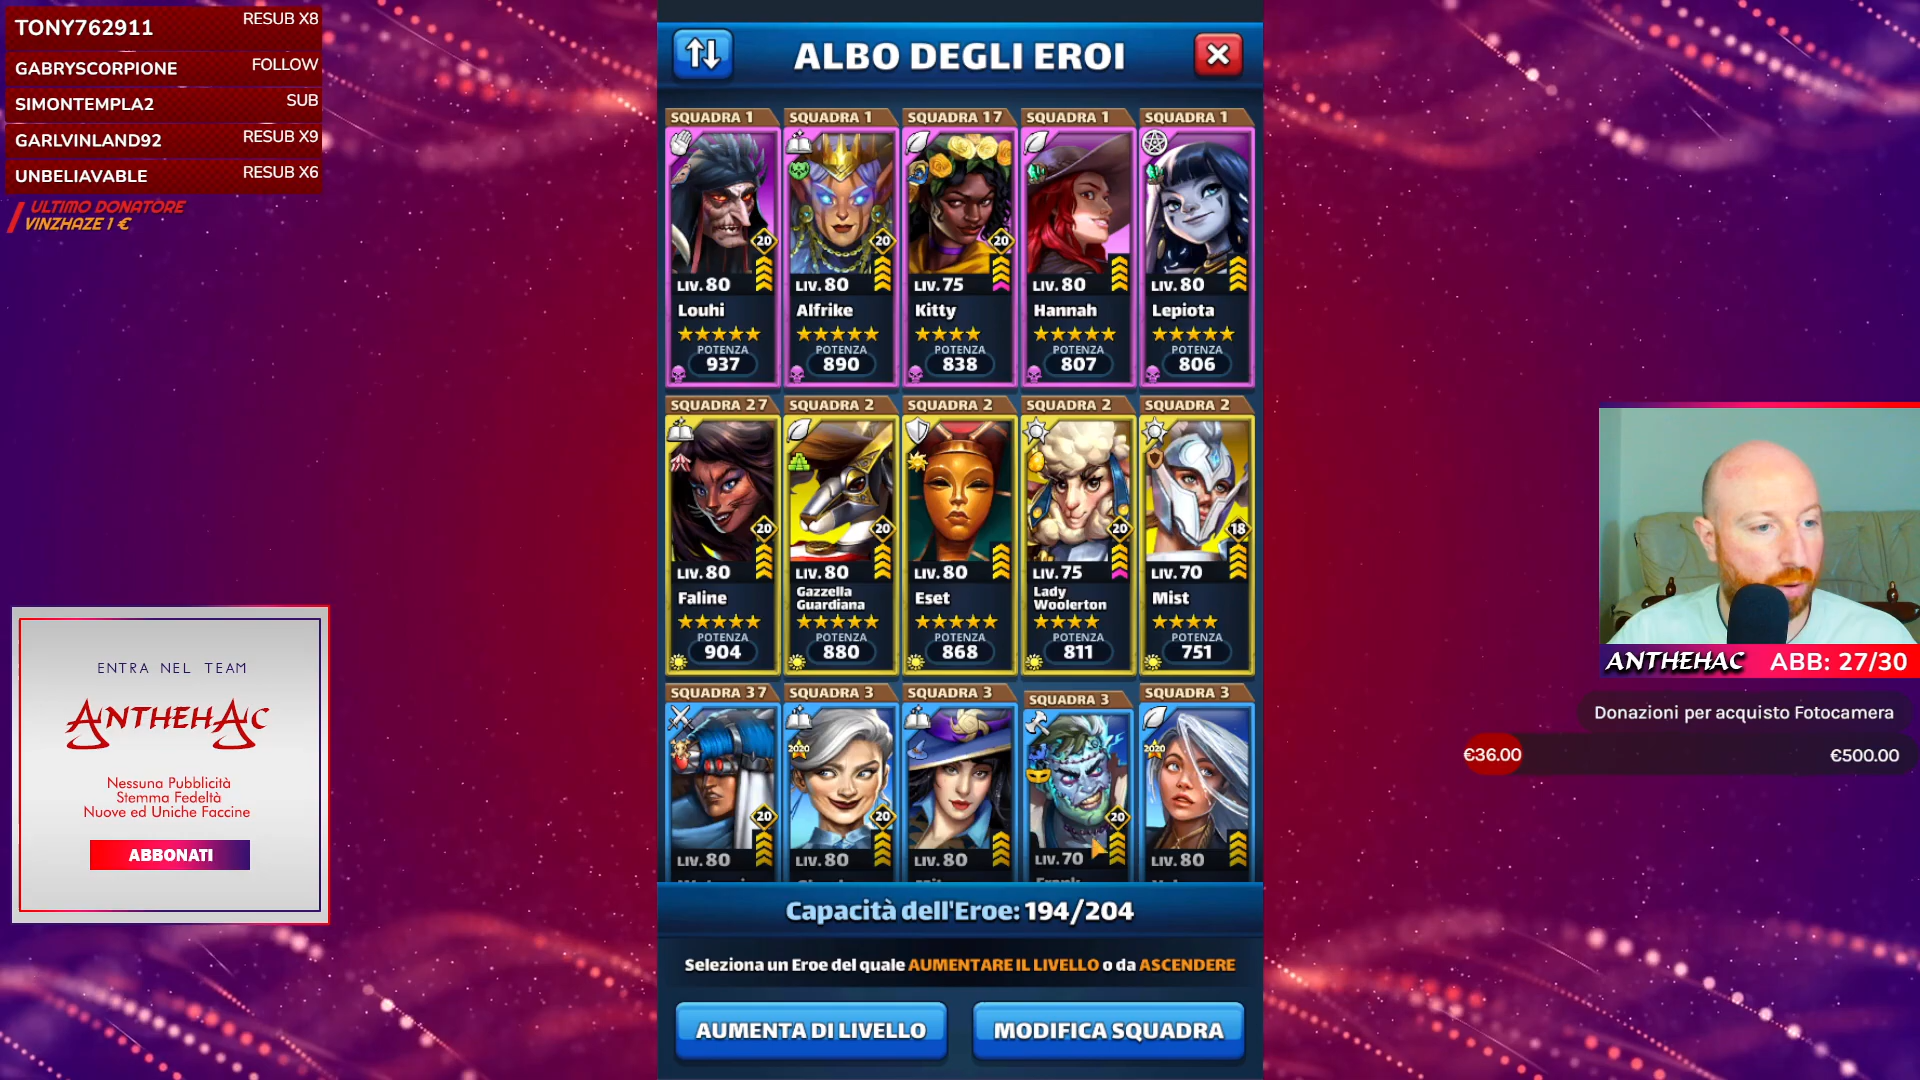 TONY762911 RESUB X8
GABRYSCORPIONE FOLLOW
SIMONTEMPLA2 SUB
GARLVINLAND92 RESUB X9
UNBELIAVABLE RESUB X6
ULTIMO DONATORE
VINZHAZE 1 €
ENTRA NEL TEAM
ANTHEHAC
Nessuna Pubblicità
Stemma Fedeltà
Nuove ed Uniche Faccine
ABBONATI
ALBO DEGLI EROI
SQUADRA 1 SQUADRA 1 SQUADRA 17 SQUADRA 1 SQUADRA 1
20 20 20
LIV. 80 LIV. 80 LIV. 75 LIV. 80 LIV. 80
Louhi Alfrike Kitty Hannah Lepiota
POTENZA POTENZA POTENZA POTENZA POTENZA
937 890 838 807 806
SQUADRA 27 SQUADRA 2 SQUADRA 2 SQUADRA 2 SQUADRA 2
20 20 20 18
LIV. 80 LIV. 80 LIV. 80 LIV. 75 LIV. 70
Faline Gazzella Guardiana Eset Lady Woolerton Mist
POTENZA POTENZA POTENZA POTENZA POTENZA
904 880 868 811 751
SQUADRA 37 SQUADRA 3 SQUADRA 3 SQUADRA 3 SQUADRA 3
2020 2020
20 20 20
LIV. 80 LIV. 80 LIV. 80 LIV. 70 LIV. 80
Capacità dell'Eroe: 194/204
Seleziona un Eroe del quale AUMENTARE IL LIVELLO o da ASCENDERE
AUMENTA DI LIVELLO
MODIFICA SQUADRA
ANTHEHAC ABB: 27/30
Donazioni per acquisto Fotocamera
€36.00 €500.00